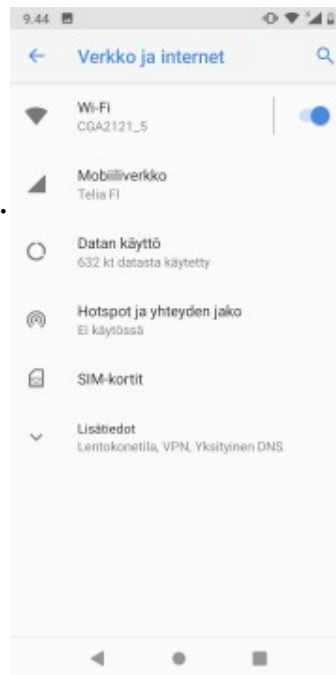 9.44
Verkko ja internet
Wi-Fi
CGA2121_5
Mobiiliverkko
Telia FI
Datan käyttö
632 kt datasta käytetty
Hotspot ja yhteyden jako
Ei käytössä
SIM-kortit
Lisätiedot
Lentokonetila, VPN, Yksityinen DNS